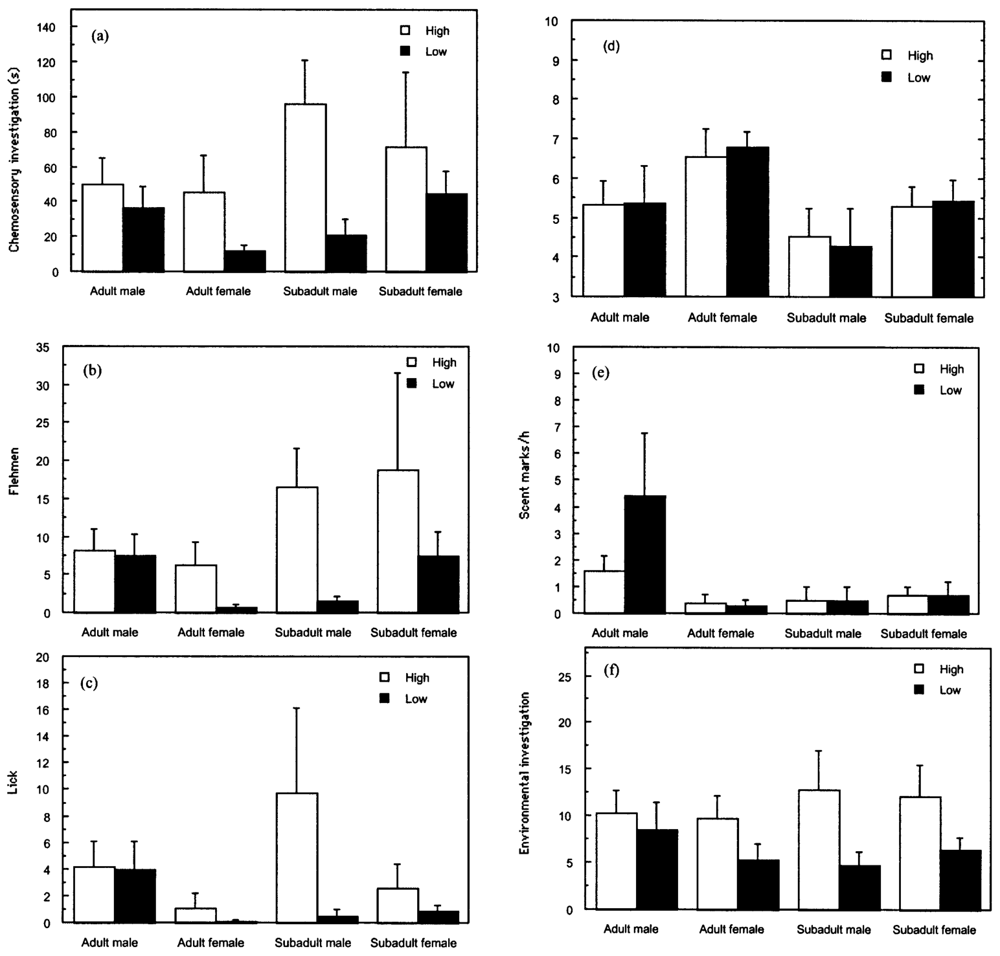 (a)
High
Low
Chemosensory investigation (s)
140
120
100
80
60
40
20
0
Adult male Adult female Subadult male Subadult female
(d)
High
Low
10
9
8
7
6
5
4
3
Adult male Adult female Subadult male Subadult female
(b)
High
Low
Flehmen
35
30
25
20
15
10
5
0
Adult male Adult female Subadult male Subadult female
(e)
High
Low
Scent marks/h
10
9
8
7
6
5
4
3
2
1
0
Adult male Adult female Subadult male Subadult female
(c)
High
Low
Lick
20
18
16
14
12
10
8
6
4
2
0
Adult male Adult female Subadult male Subadult female
(f)
High
Low
Environmental investigation
25
20
15
10
5
0
Adult male Adult female Subadult male Subadult female